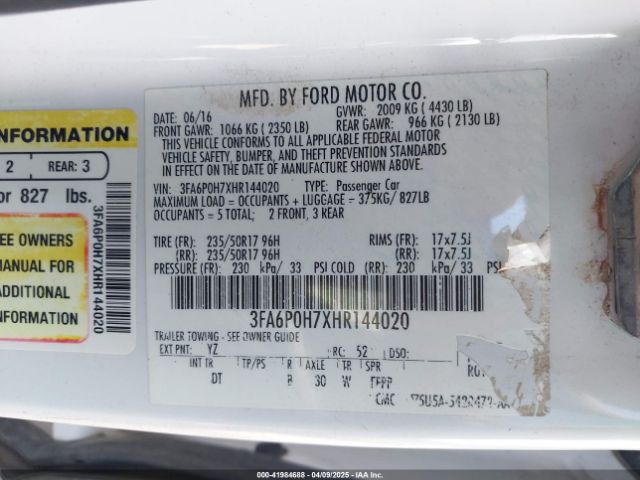 MFD. BY FORD MOTOR CO.
DATE: 06/16 GVWR: 2009 KG ( 4430 LB)
FRONT GAWR: 1066 KG ( 2350 LB) REAR GAWR: 966 KG ( 2130 LB)
THIS VEHICLE CONFORMS TO ALL APPLICABLE FEDERAL MOTOR
VEHICLE SAFETY, BUMPER, AND THEFT PREVENTION STANDARDS
IN EFFECT ON THE DATE OF MANUFACTURE SHOWN ABOVE.
VIN: 3FA6P0H7XHR144020 TYPE: Passenger Car
MAXIMUM LOAD = OCCUPANTS + LUGGAGE = 375KG/ 827LB
OCCUPANTS = 5 TOTAL; 2 FRONT, 3 REAR
TIRE (FR): 235/50R17 96H RIMS (FR): 17x7.5J
(RR): 235/50R17 96H (RR): 17x7.5J
PRESSURE (FR): 230 kPa/ 33 PSI COLD (RR): 230 kPa/ 33 PSI
3FA6P0H7XHR144020
TRAILER TOWING - SEE OWNER GUIDE
EXT PNT: YZ RC: 52 DSO:
INT TR TP/PS R AXLE TR SPR
DT 30 W
INFORMATION
2 REAR: 3
or 827 lbs.
SEE OWNERS
MANUAL FOR
ADDITIONAL
INFORMATION
3FA6P0H7XHR144020
000-41984688 - 04/09/2025 - IAAI.com